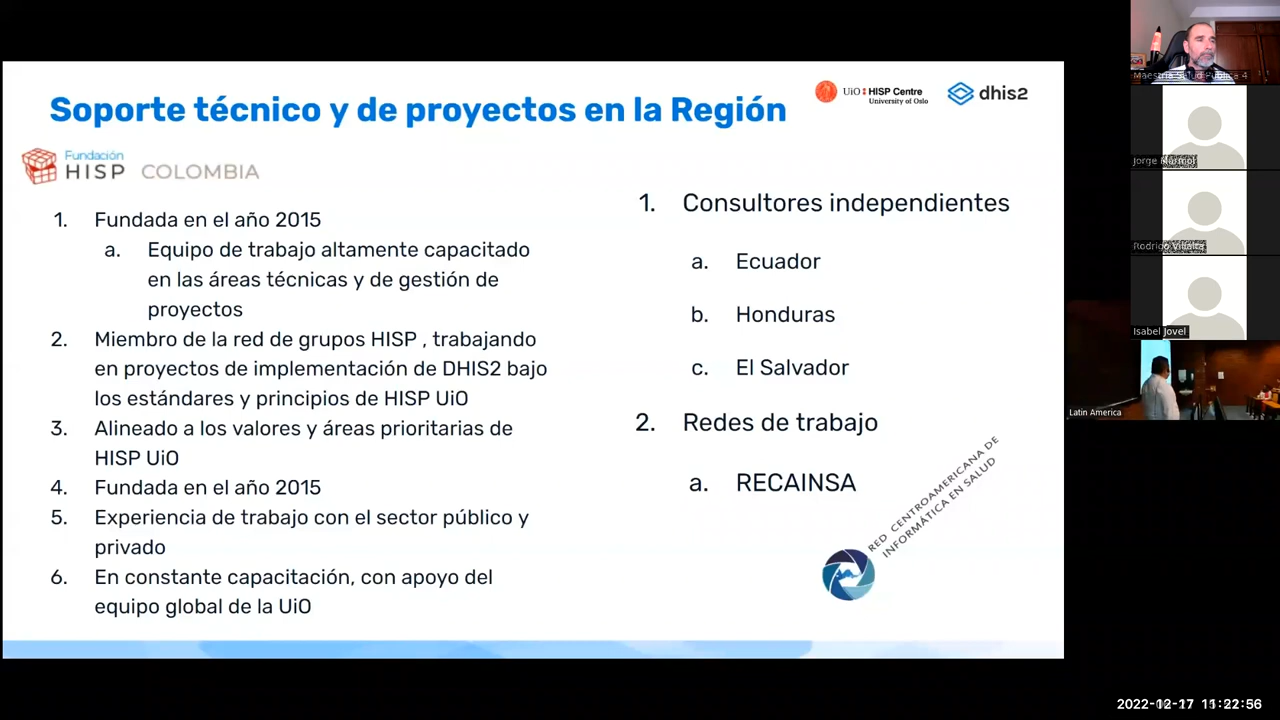 Soporte técnico y de proyectos en la Región
UiO HISP Centre
University of Oslo
dhis2
Fundación
HISP COLOMBIA
1. Fundada en el año 2015
a. Equipo de trabajo altamente capacitado
en las áreas técnicas y de gestión de
proyectos
2. Miembro de la red de grupos HISP , trabajando
en proyectos de implementación de DHIS2 bajo
los estándares y principios de HISP UiO
3. Alineado a los valores y áreas prioritarias de
HISP UiO
4. Fundada en el año 2015
5. Experiencia de trabajo con el sector público y
privado
6. En constante capacitación, con apoyo del
equipo global de la UiO
1. Consultores independientes
a. Ecuador
b. Honduras
c. El Salvador
2. Redes de trabajo
a. RECAINSA
RED CENTROAMERICANA DE
INFORMÁTICA EN SALUD
Maestria Salud Publica 4
Jorge
Rodrigo
Isabel Jovel
Latin America
2022-12-17 11:22:56